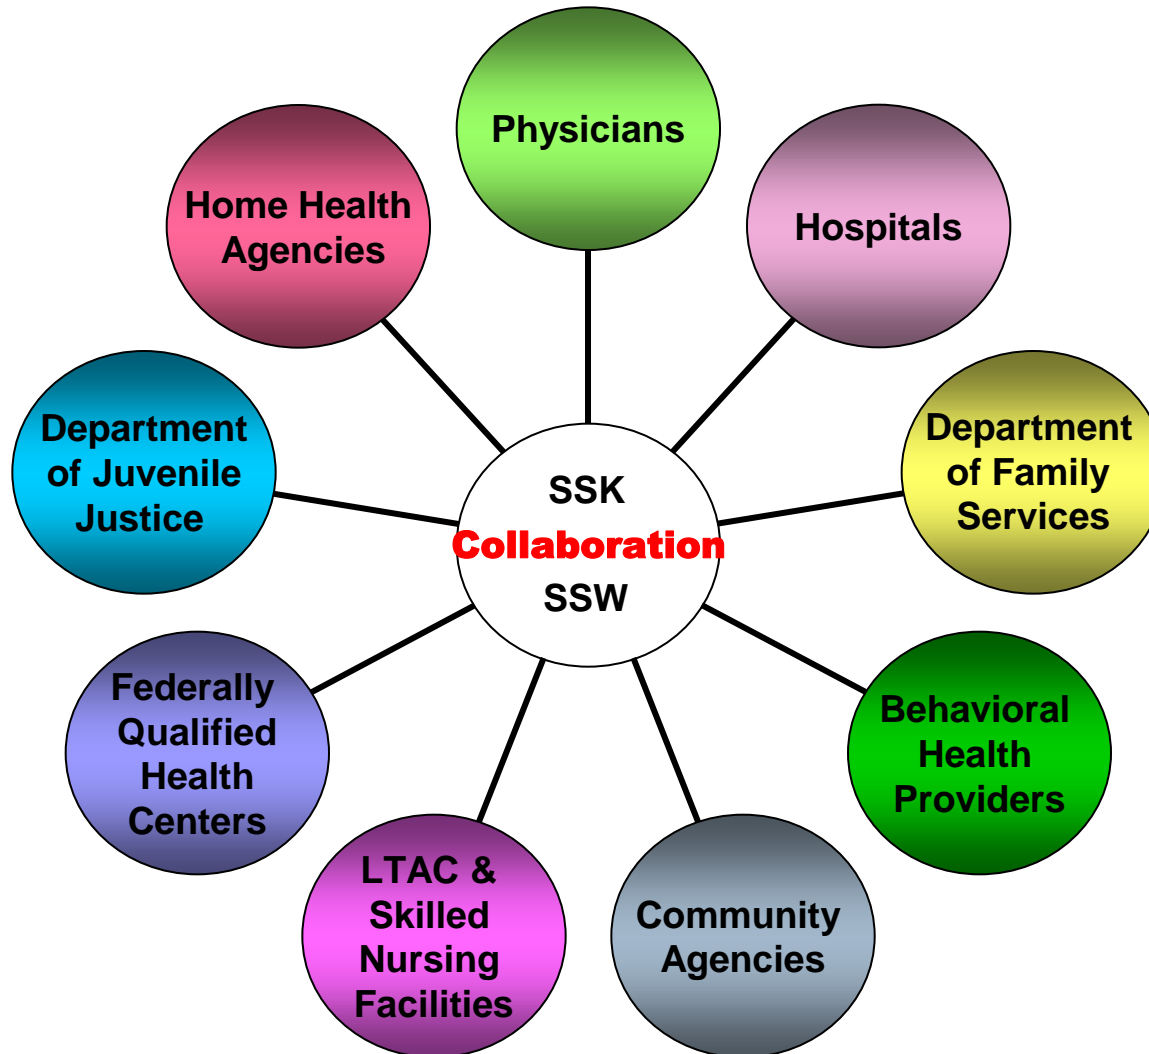 Physicians
Hospitals
Department
of Family
Services
Behavioral
Health
Providers
Community
Agencies
LTAC &
Skilled
Nursing
Facilities
Federally
Qualified
Health
Centers
Department
of Juvenile
Justice
Home Health
Agencies
SSK
Collaboration
SSW